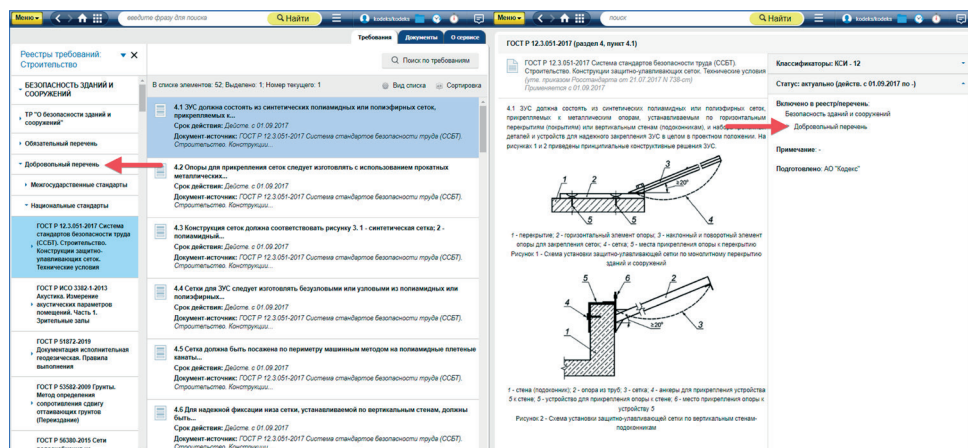 Меню
введите фразу для поиска
Найти
kodeks/kodeks
Требования
Документы
О сервисе
Реестры требований:
Строительство
Поиск по требованиям
БЕЗОПАСНОСТЬ ЗДАНИЙ И
СООРУЖЕНИЙ
ТР "О безопасности зданий и
сооружений"
Обязательный перечень
Добровольный перечень
Межгосударственные стандарты
Национальные стандарты
ГОСТ Р 12.3.051-2017 Система
стандартов безопасности труда
(ССБТ). Строительство.
Конструкции защитно-
улавливающих сеток.
Технические условия
ГОСТ Р ИСО 3382-1-2013
Акустика. Измерение
акустических параметров
помещений. Часть 1.
Зрительные залы
ГОСТ Р 51872-2019
Документация исполнительная
геодезическая. Правила
выполнения
ГОСТ Р 53582-2009 Грунты.
Метод определения
сопротивления сдвигу
оттаивающих грунтов
(Переиздание)
ГОСТ Р 56380-2015 Сети
В списке элементов: 52; Выделено: 1; Номер текущего: 1
Вид списка
Сортировка
4.1 ЗУС должна состоять из синтетических полиамидных или полиэфирных сеток,
прикрепляемых к...
Срок действия: Действ. с 01.09.2017
Документ-источник: ГОСТ Р 12.3.051-2017 Система стандартов безопасности труда (ССБТ).
Строительство. Конструкции...
4.2 Опоры для прикрепления сеток следует изготовлять с использованием прокатных
металлических...
Срок действия: Действ. с 01.09.2017
Документ-источник: ГОСТ Р 12.3.051-2017 Система стандартов безопасности труда (ССБТ).
Строительство. Конструкции...
4.3 Конструкция сеток должна соответствовать рисунку 3. 1 - синтетическая сетка; 2 -
полиамидный...
Срок действия: Действ. с 01.09.2017
Документ-источник: ГОСТ Р 12.3.051-2017 Система стандартов безопасности труда (ССБТ).
Строительство. Конструкции...
4.4 Сетки для ЗУС следует изготовлять безузловыми или узловыми из полиамидных или
полиэфирных...
Срок действия: Действ. с 01.09.2017
Документ-источник: ГОСТ Р 12.3.051-2017 Система стандартов безопасности труда (ССБТ).
Строительство. Конструкции...
4.5 Сетка должна быть посажена по периметру машинным методом на полиамидные плетеные
канаты...
Срок действия: Действ. с 01.09.2017
Документ-источник: ГОСТ Р 12.3.051-2017 Система стандартов безопасности труда (ССБТ).
Строительство. Конструкции...
4.6 Для надежной фиксации низа сетки, устанавливаемой по вертикальным стенам, должны
быть...
Срок действия: Действ. с 01.09.2017
Документ-источник: ГОСТ Р 12.3.051-2017 Система стандартов безопасности труда (ССБТ).
Строительство. Конструкции...
Меню
поиск
Найти
kodeks/kodeks
ГОСТ Р 12.3.051-2017 (раздел 4, пункт 4.1)
ГОСТ Р 12.3.051-2017 Система стандартов безопасности труда (ССБТ).
Строительство. Конструкции защитно-улавливающих сеток. Технические условия
(утв. приказом Росстандарта от 21.07.2017 N 738-ст)
Применяется с 01.09.2017
4.1 ЗУС должна состоять из синтетических полиамидных или полиэфирных сеток,
прикрепляемых к металлическим опорам, устанавливаемым по горизонтальным
перекрытиям (покрытиям) или вертикальным стенам (подоконникам), и набора
деталей и устройств для надежного закрепления ЗУС в целом в проектном положении. На
рисунках 1 и 2 приведены принципиальные конструктивные решения ЗУС.
1 2 3
≥20°
5 5 4
1 - перекрытие; 2 - горизонтальный элемент опоры; 3 - наклонный и поворотный элемент
опоры для закрепления сеток; 4 - сетка; 5 - места прикрепления опоры к перекрытию
Рисунок 1 - Схема установки защитно-улавливающей сетки по монолитному перекрытию
зданий и сооружений
5 6 2
4
≥20°
1 3
1 - стена (подоконник); 2 - опора из труб; 3 - сетка; 4 - анкеры для прикрепления устройства
5 к стене; 5 - устройство для прикрепления опоры к стене; 6 - место прикрепления опоры к
устройству 5
Рисунок 2 - Схема установки защитно-улавливающей сетки по вертикальным стенам-
подоконникам
Классификаторы: КСИ - 12
Статус: актуально (действ. с 01.09.2017 по -)
Включено в реестр/перечень:
Безопасность зданий и сооружений
Добровольный перечень
Примечание: -
Подготовлено: АО "Кодекс"